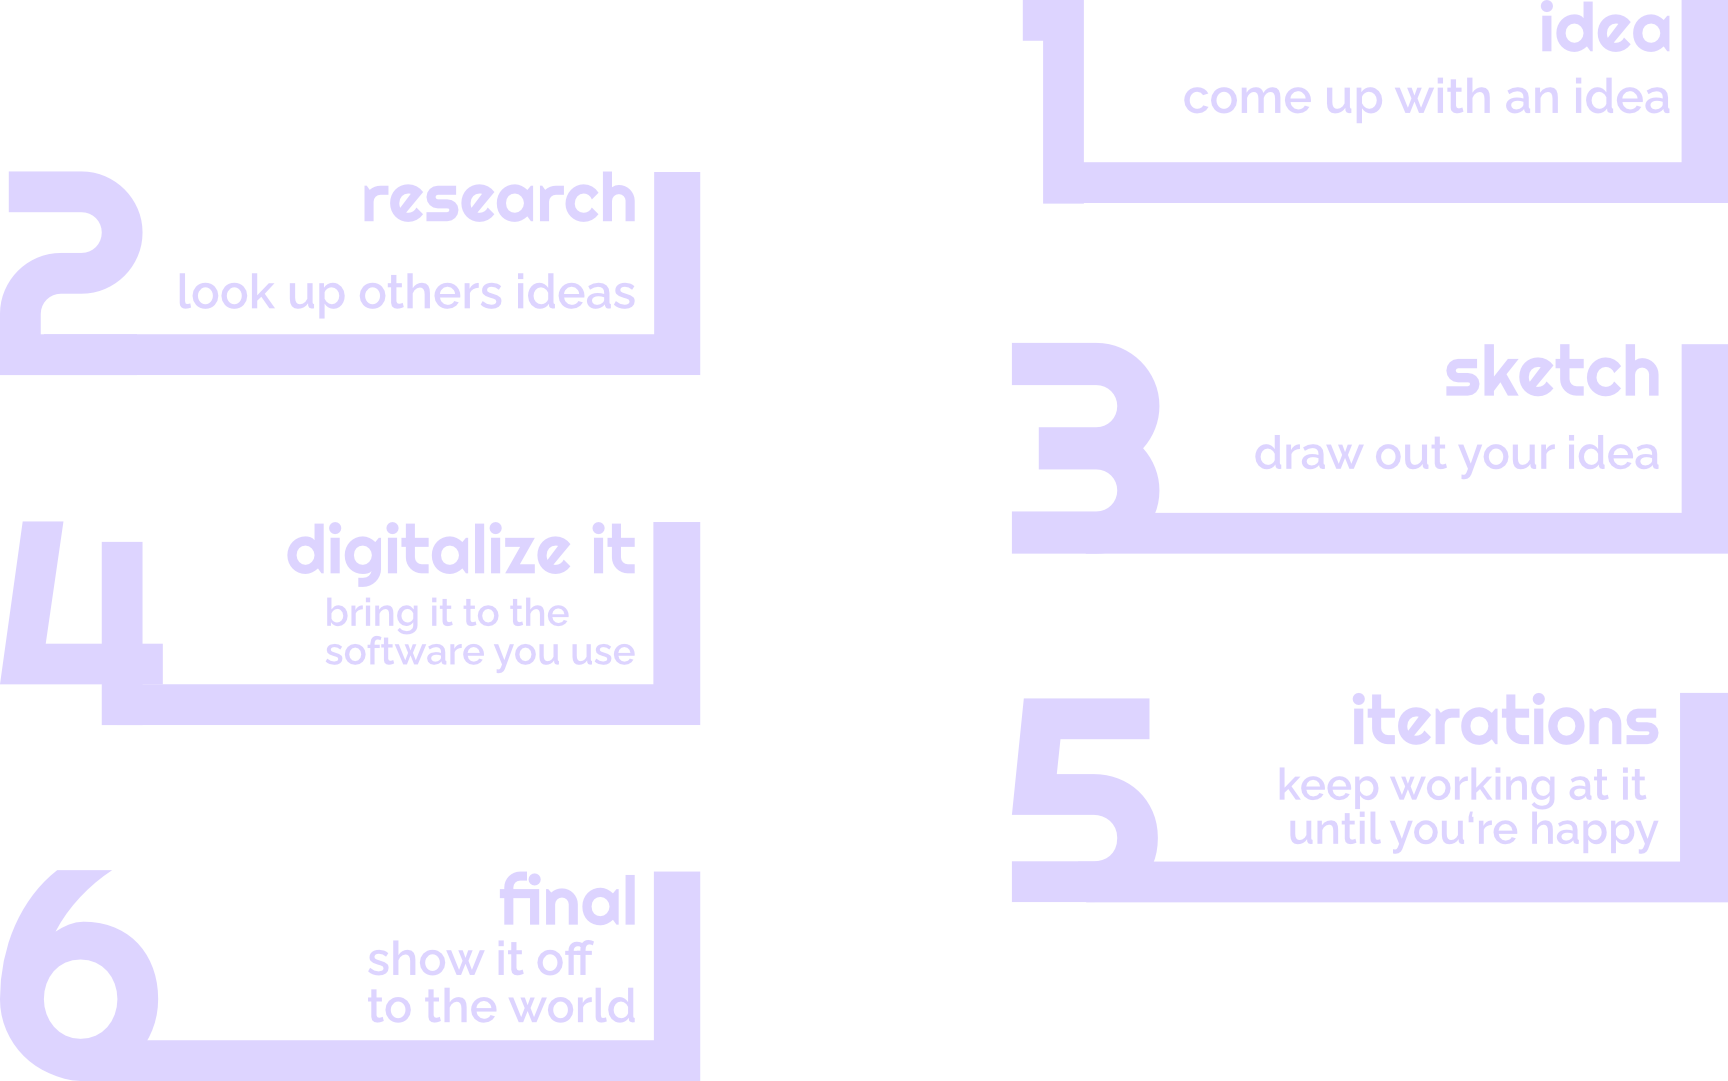 1
idea
come up with an idea
2
research
look up others ideas
3
sketch
draw out your idea
4
digitalize it
bring it to the
software you use
5
iterations
keep working at it
until you‘re happy
6
final
show it off
to the world